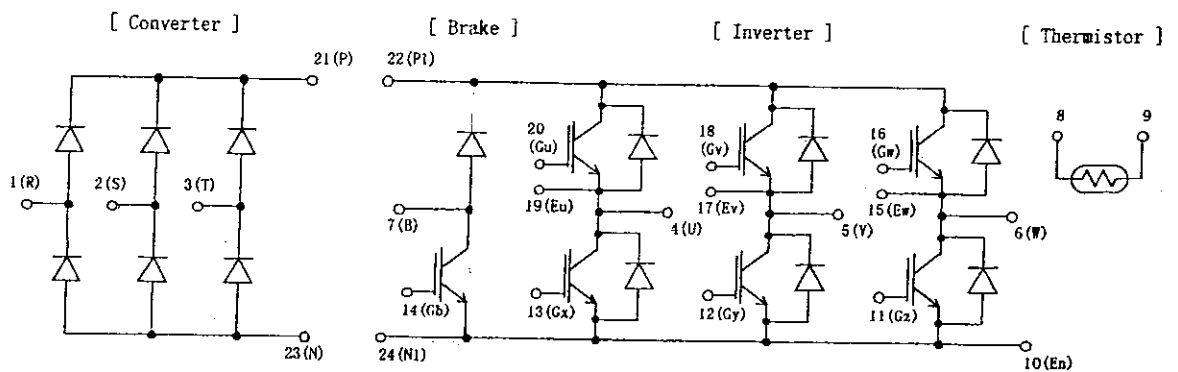 [ Converter ]
[ Brake ]
[ Inverter ]
[ Thermistor ]
21(P)
22(P1)
20
(Gu)
18
(Gv)
16
(Gw)
8
9
1(R)
2(S)
3(T)
19(Eu)
17(Ev)
15(Ew)
7(B)
4(U)
5(V)
6(W)
14(Gb)
13(Gx)
12(Gy)
11(Gz)
23(N)
24(N1)
10(En)